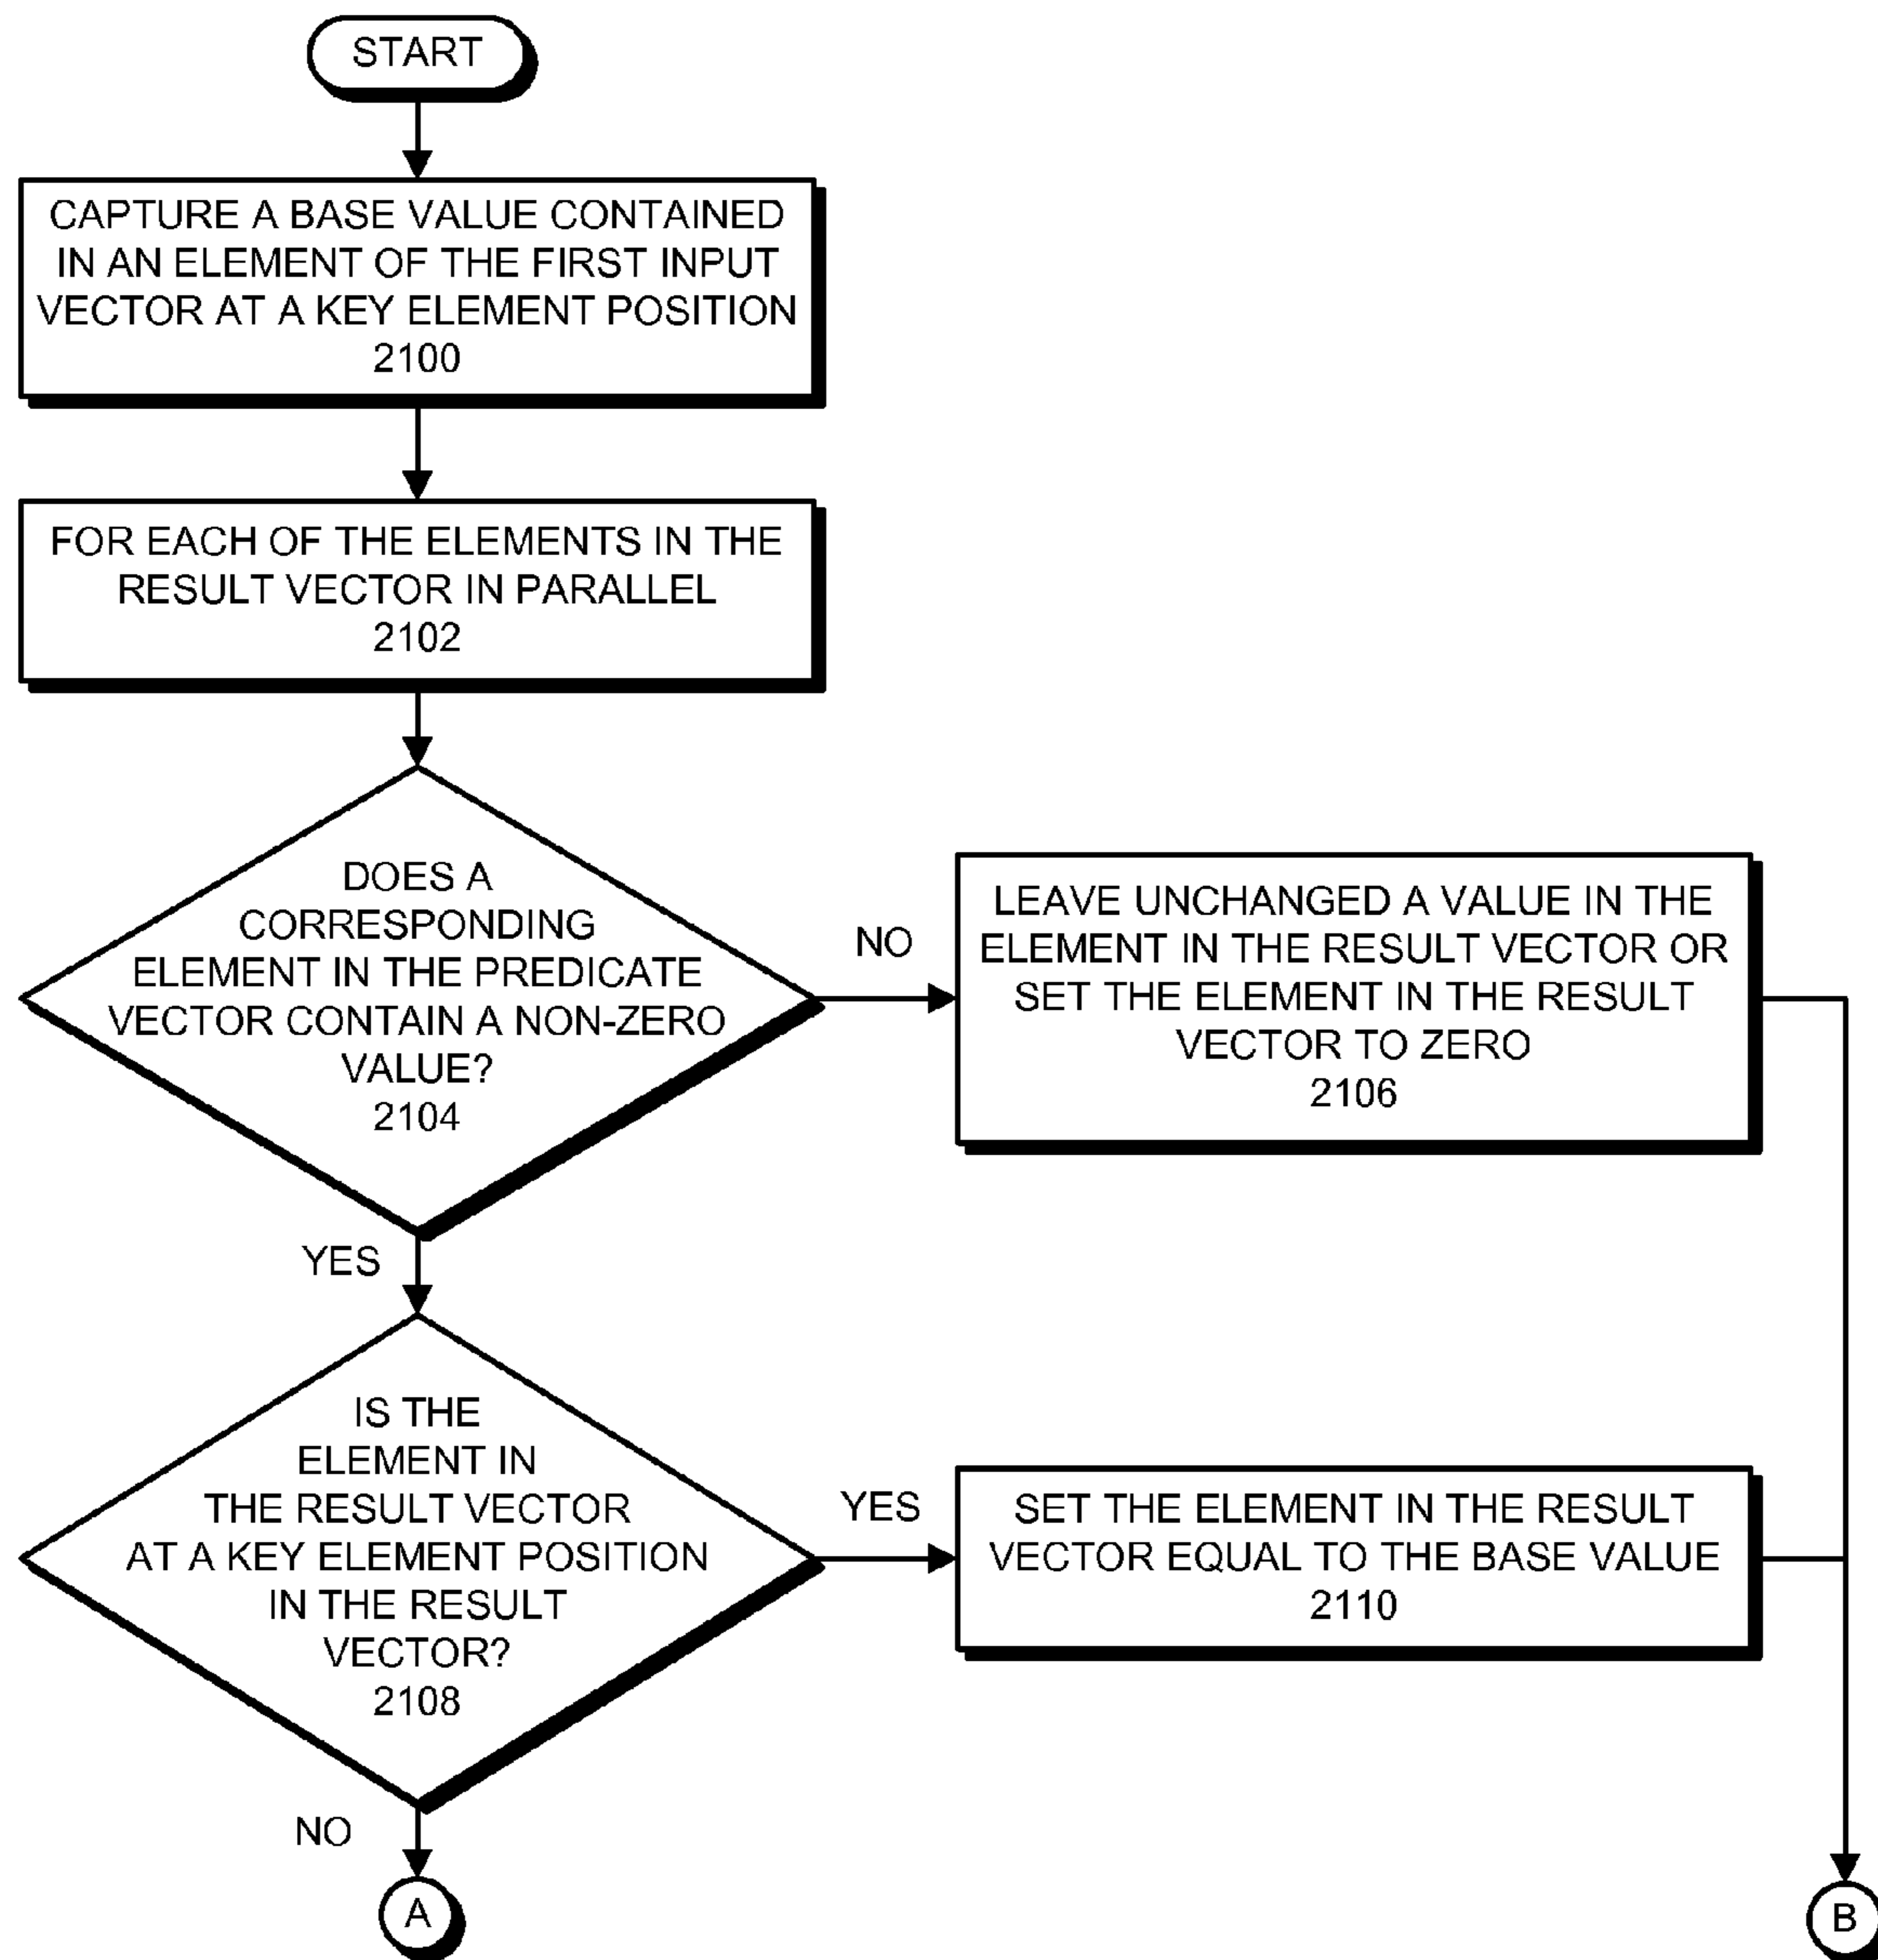 START
CAPTURE A BASE VALUE CONTAINED
IN AN ELEMENT OF THE FIRST INPUT
VECTOR AT A KEY ELEMENT POSITION
2100
FOR EACH OF THE ELEMENTS IN THE
RESULT VECTOR IN PARALLEL
2102
DOES A
CORRESPONDING
ELEMENT IN THE PREDICATE
VECTOR CONTAIN A NON-ZERO
VALUE?
2104
NO
LEAVE UNCHANGED A VALUE IN THE
ELEMENT IN THE RESULT VECTOR OR
SET THE ELEMENT IN THE RESULT
VECTOR TO ZERO
2106
YES
IS THE
ELEMENT IN
THE RESULT VECTOR
AT A KEY ELEMENT POSITION
IN THE RESULT
VECTOR?
2108
YES
SET THE ELEMENT IN THE RESULT
VECTOR EQUAL TO THE BASE VALUE
2110
NO
A
B